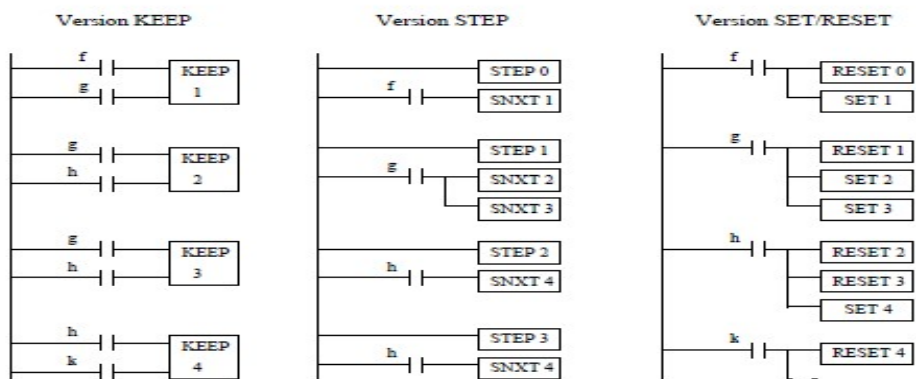 Version KEEP
f
KEEP
1
g
g
KEEP
2
h
g
KEEP
3
h
h
KEEP
4
k
Version STEP
STEP 0
f
SNXT 1
STEP 1
g
SNXT 2
SNXT 3
STEP 2
h
SNXT 4
STEP 3
h
SNXT 4
Version SET/RESET
f
RESET 0
SET 1
g
RESET 1
SET 2
SET 3
h
RESET 2
RESET 3
SET 4
k
RESET 4